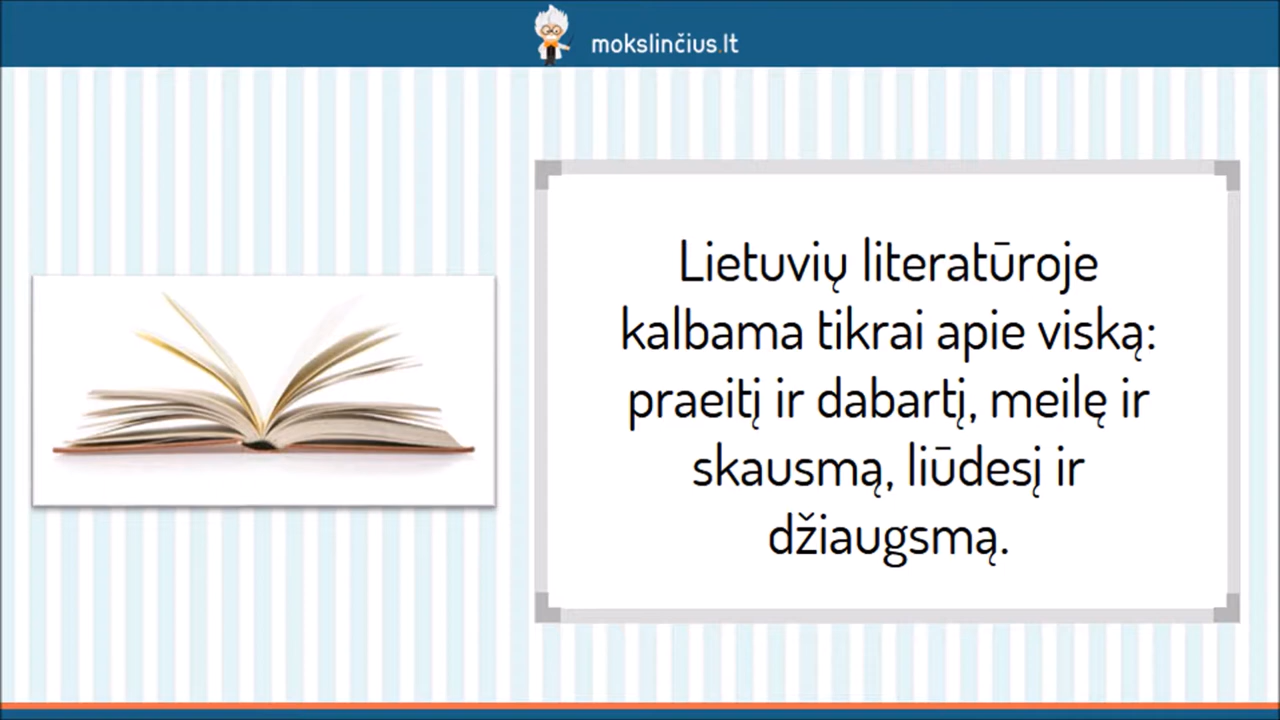 mokslinčius.lt
Lietuvių literatūroje
kalbama tikrai apie viską:
praeitį ir dabartį, meilę ir
skausmą, liūdesį ir
džiaugsmą.